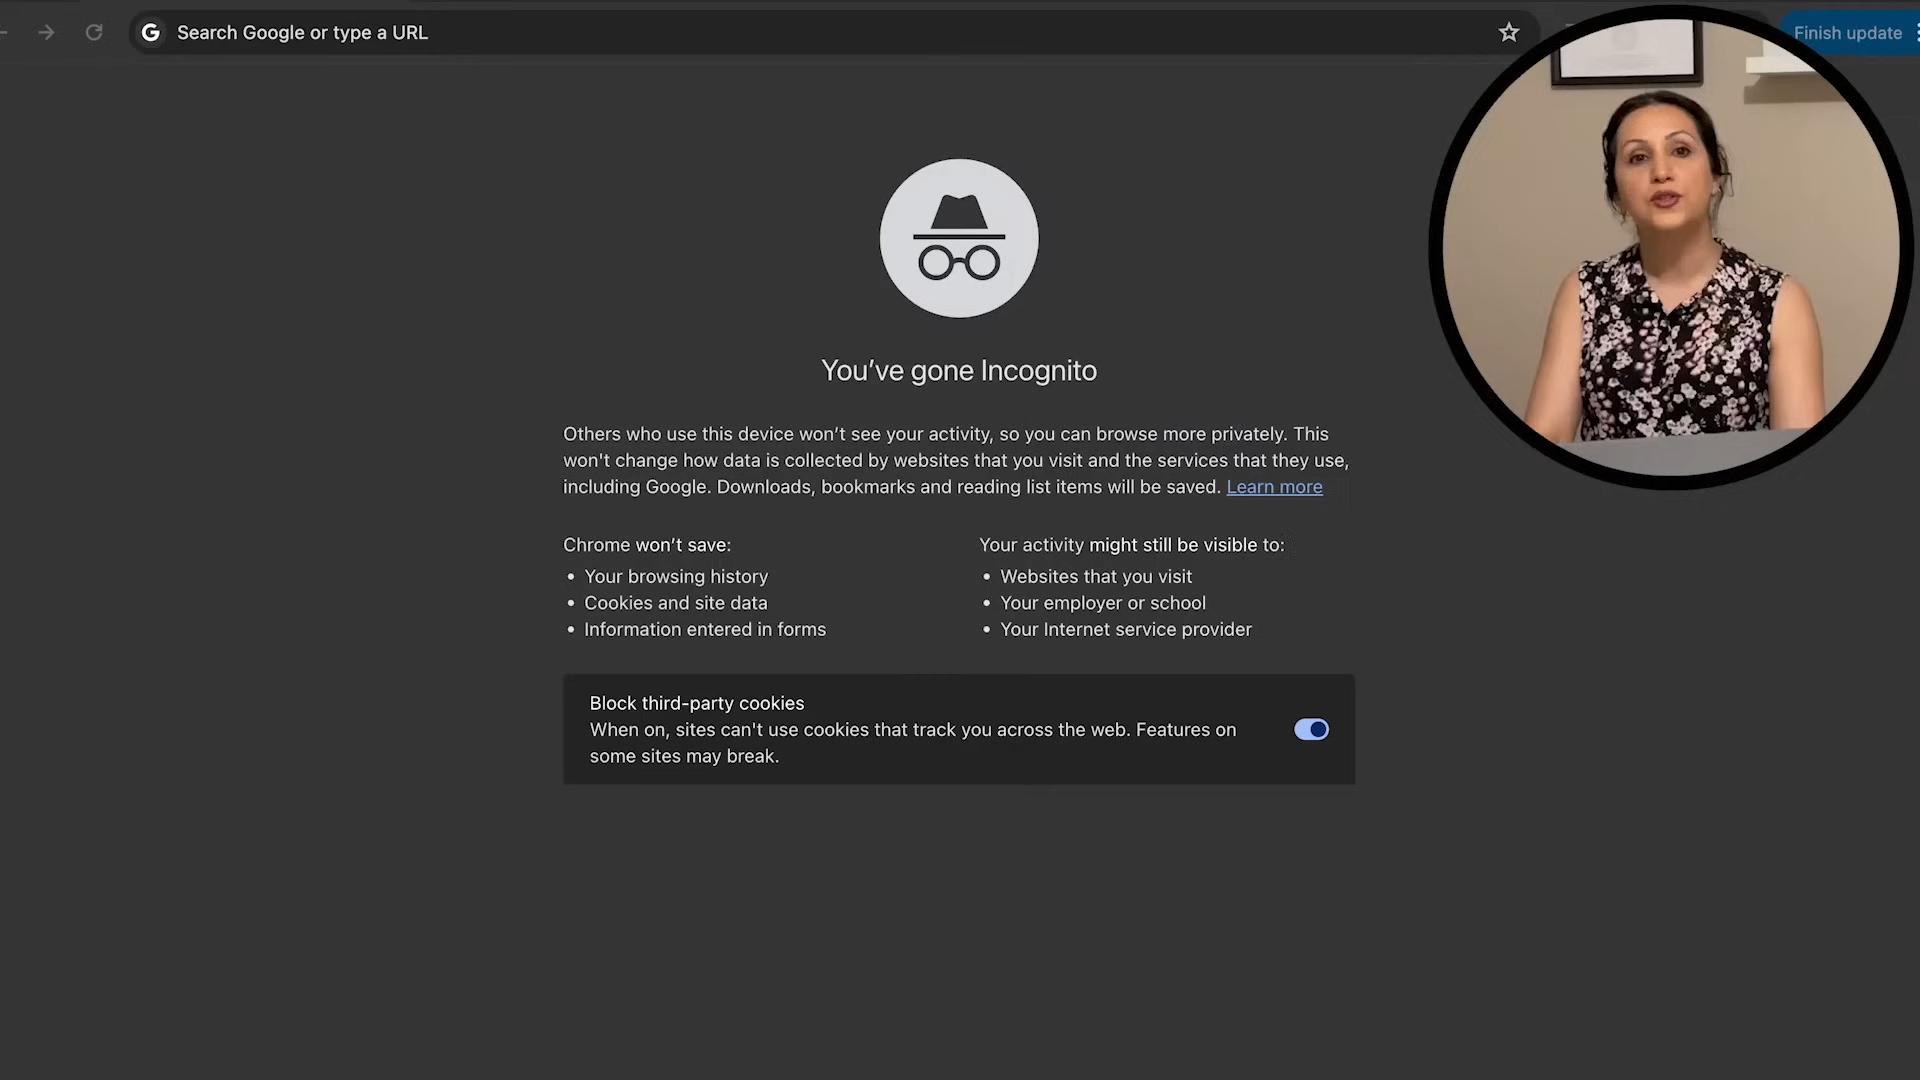 Search Google or type a URL
Finish update
You’ve gone Incognito
Others who use this device won’t see your activity, so you can browse more privately. This
won't change how data is collected by websites that you visit and the services that they use,
including Google. Downloads, bookmarks and reading list items will be saved. Learn more
Chrome won’t save:
• Your browsing history
• Cookies and site data
• Information entered in forms
Your activity might still be visible to:
• Websites that you visit
• Your employer or school
• Your Internet service provider
Block third-party cookies
When on, sites can't use cookies that track you across the web. Features on
some sites may break.